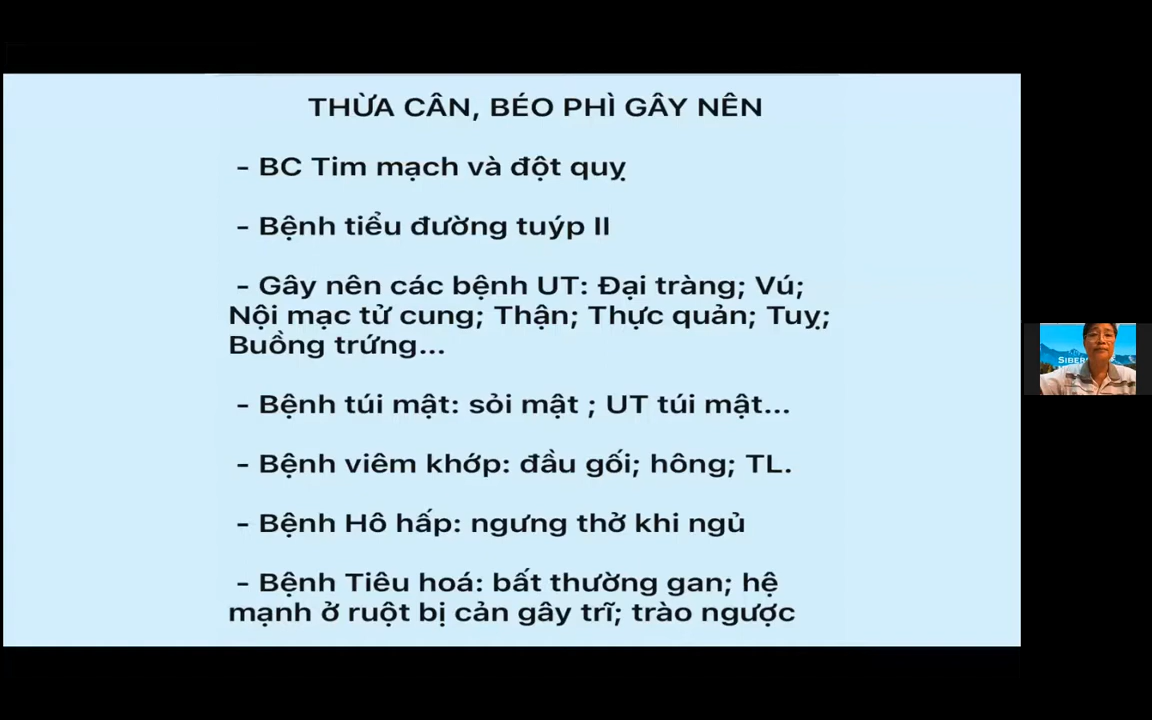 THỪA CÂN, BÉO PHÌ GÂY NÊN
- BC Tim mạch và đột quỵ
- Bệnh tiểu đường tuýp II
- Gây nên các bệnh UT: Đại tràng; Vú;
Nội mạc tử cung; Thận; Thực quản; Tuỵ;
Buồng trứng...
- Bệnh túi mật: sỏi mật ; UT túi mật...
- Bệnh viêm khớp: đầu gối; hông; TL.
- Bệnh Hô hấp: ngưng thở khi ngủ
- Bệnh Tiêu hoá: bất thường gan; hệ
mạnh ở ruột bị cản gây trĩ; trào ngược